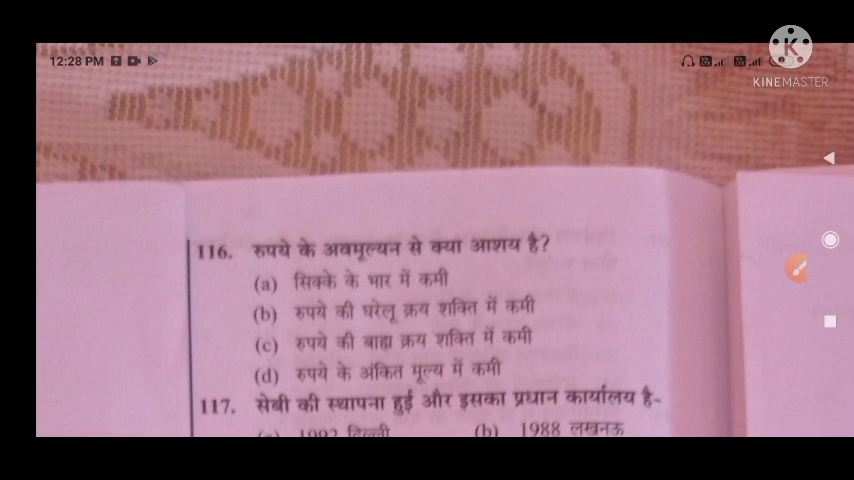 12:28 PM
KINEMASTER
116. रुपये के अवमूल्यन से क्या आशय है?
(a) सिक्के के भार में कमी
(b) रुपये की घरेलू क्रय शक्ति में कमी
(c) रुपये की बाह्य क्रय शक्ति में कमी
(d) रुपये के अंकित मूल्य में कमी
117. सेबी की स्थापना हुई और इसका प्रधान कार्यालय है-
(a) 1992 दिल्ली (b) 1988 लखनऊ